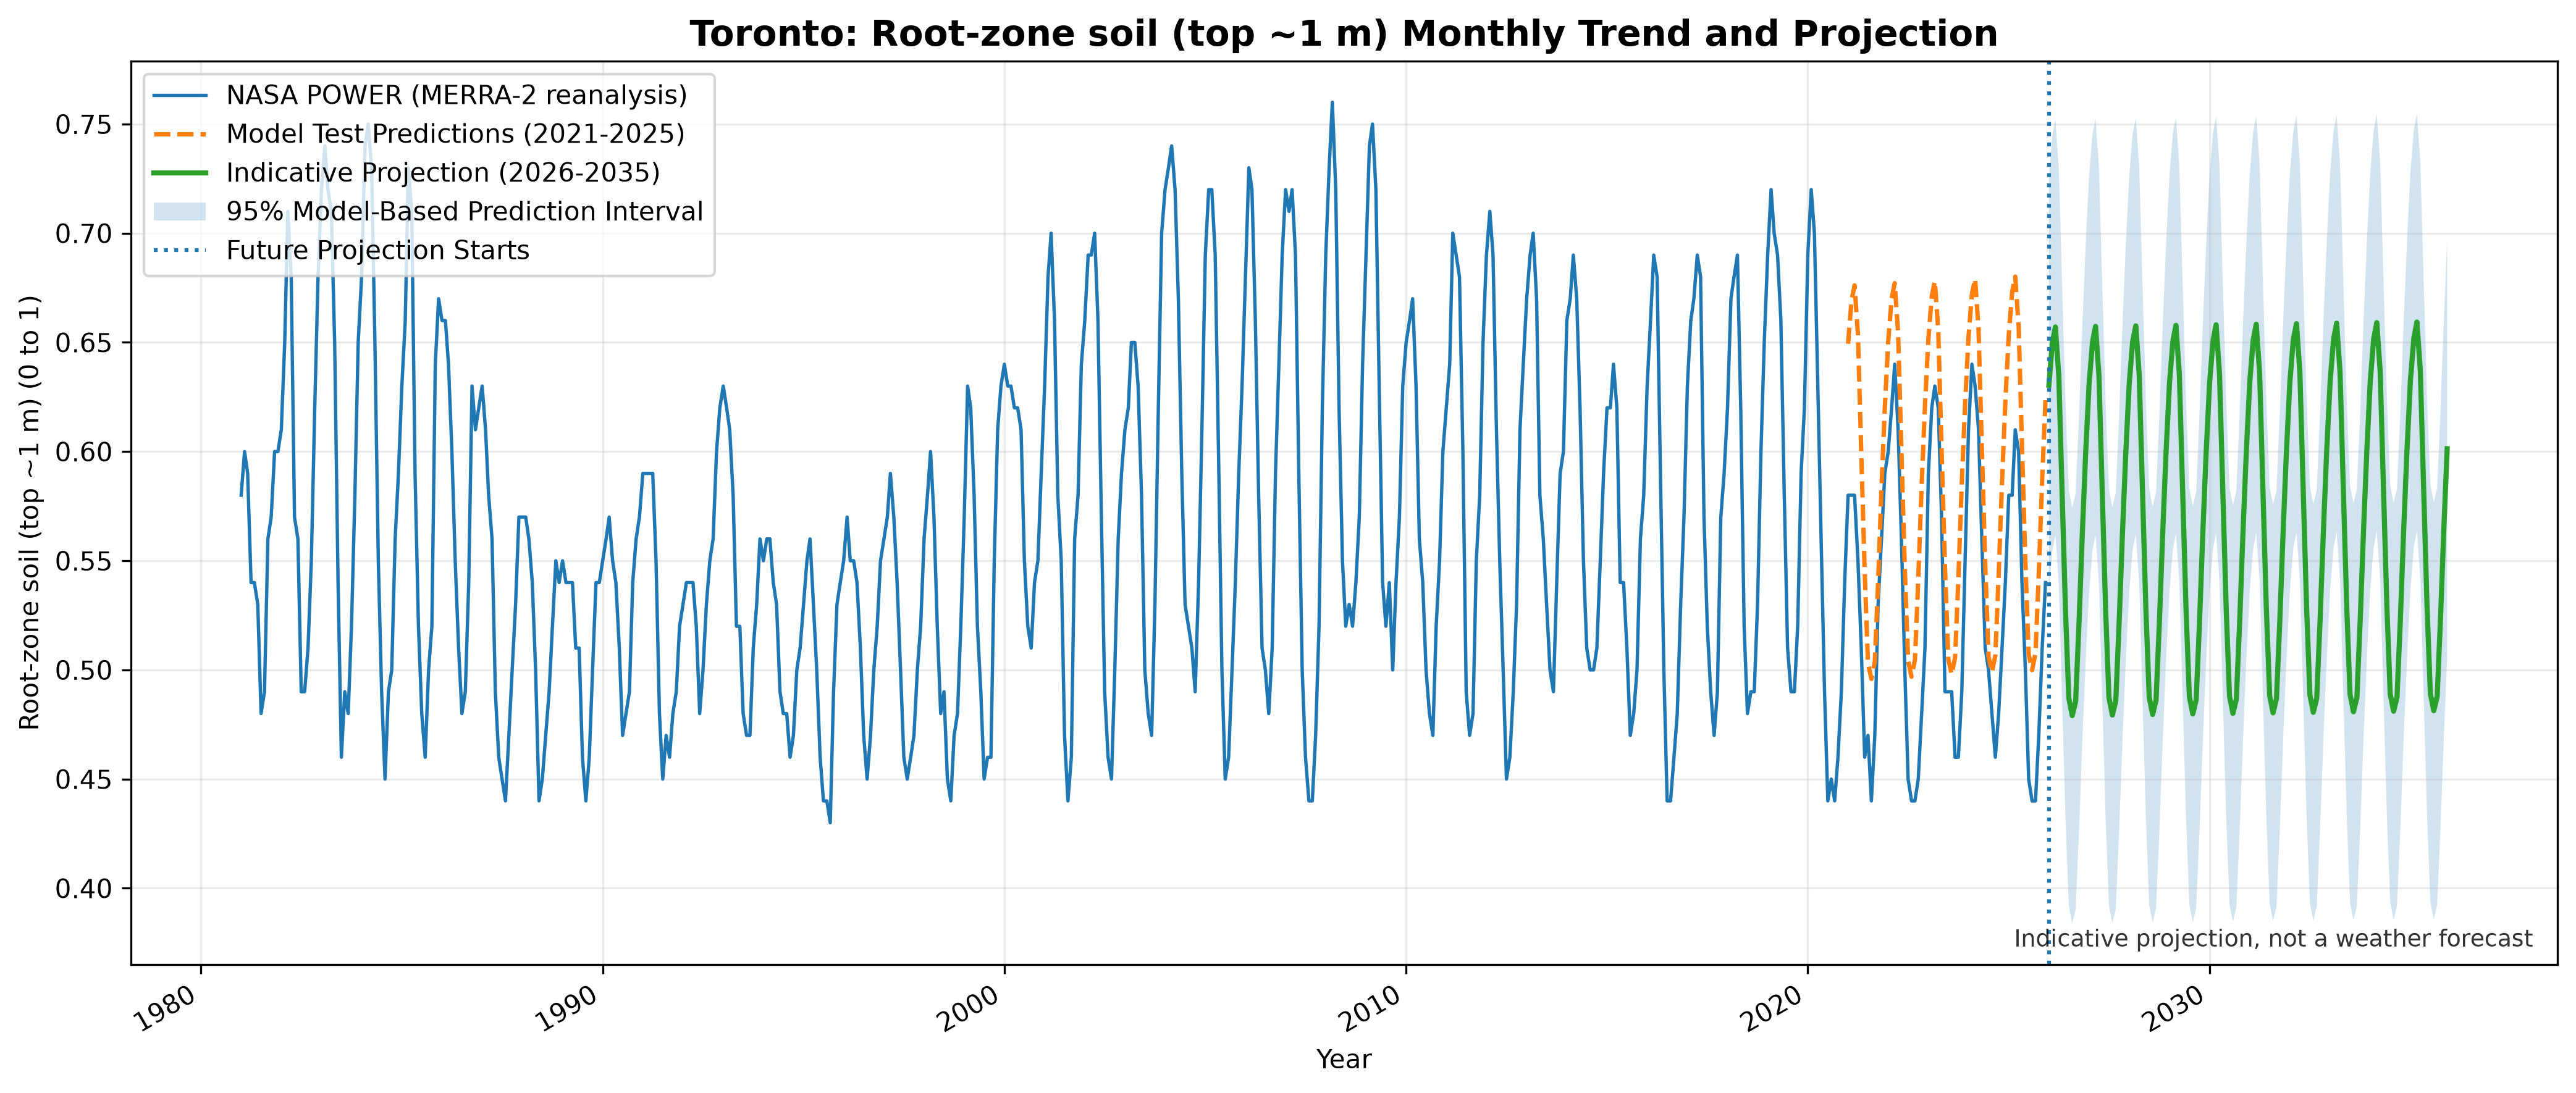 Toronto: Root-zone soil (top ~1 m) Monthly Trend and Projection
NASA POWER (MERRA-2 reanalysis)
Model Test Predictions (2021-2025)
Indicative Projection (2026-2035)
95% Model-Based Prediction Interval
Future Projection Starts
Root-zone soil (top ~1 m) (0 to 1)
0.75
0.70
0.65
0.60
0.55
0.50
0.45
0.40
Indicative projection, not a weather forecast
1980
1990
2000
2010
2020
2030
Year